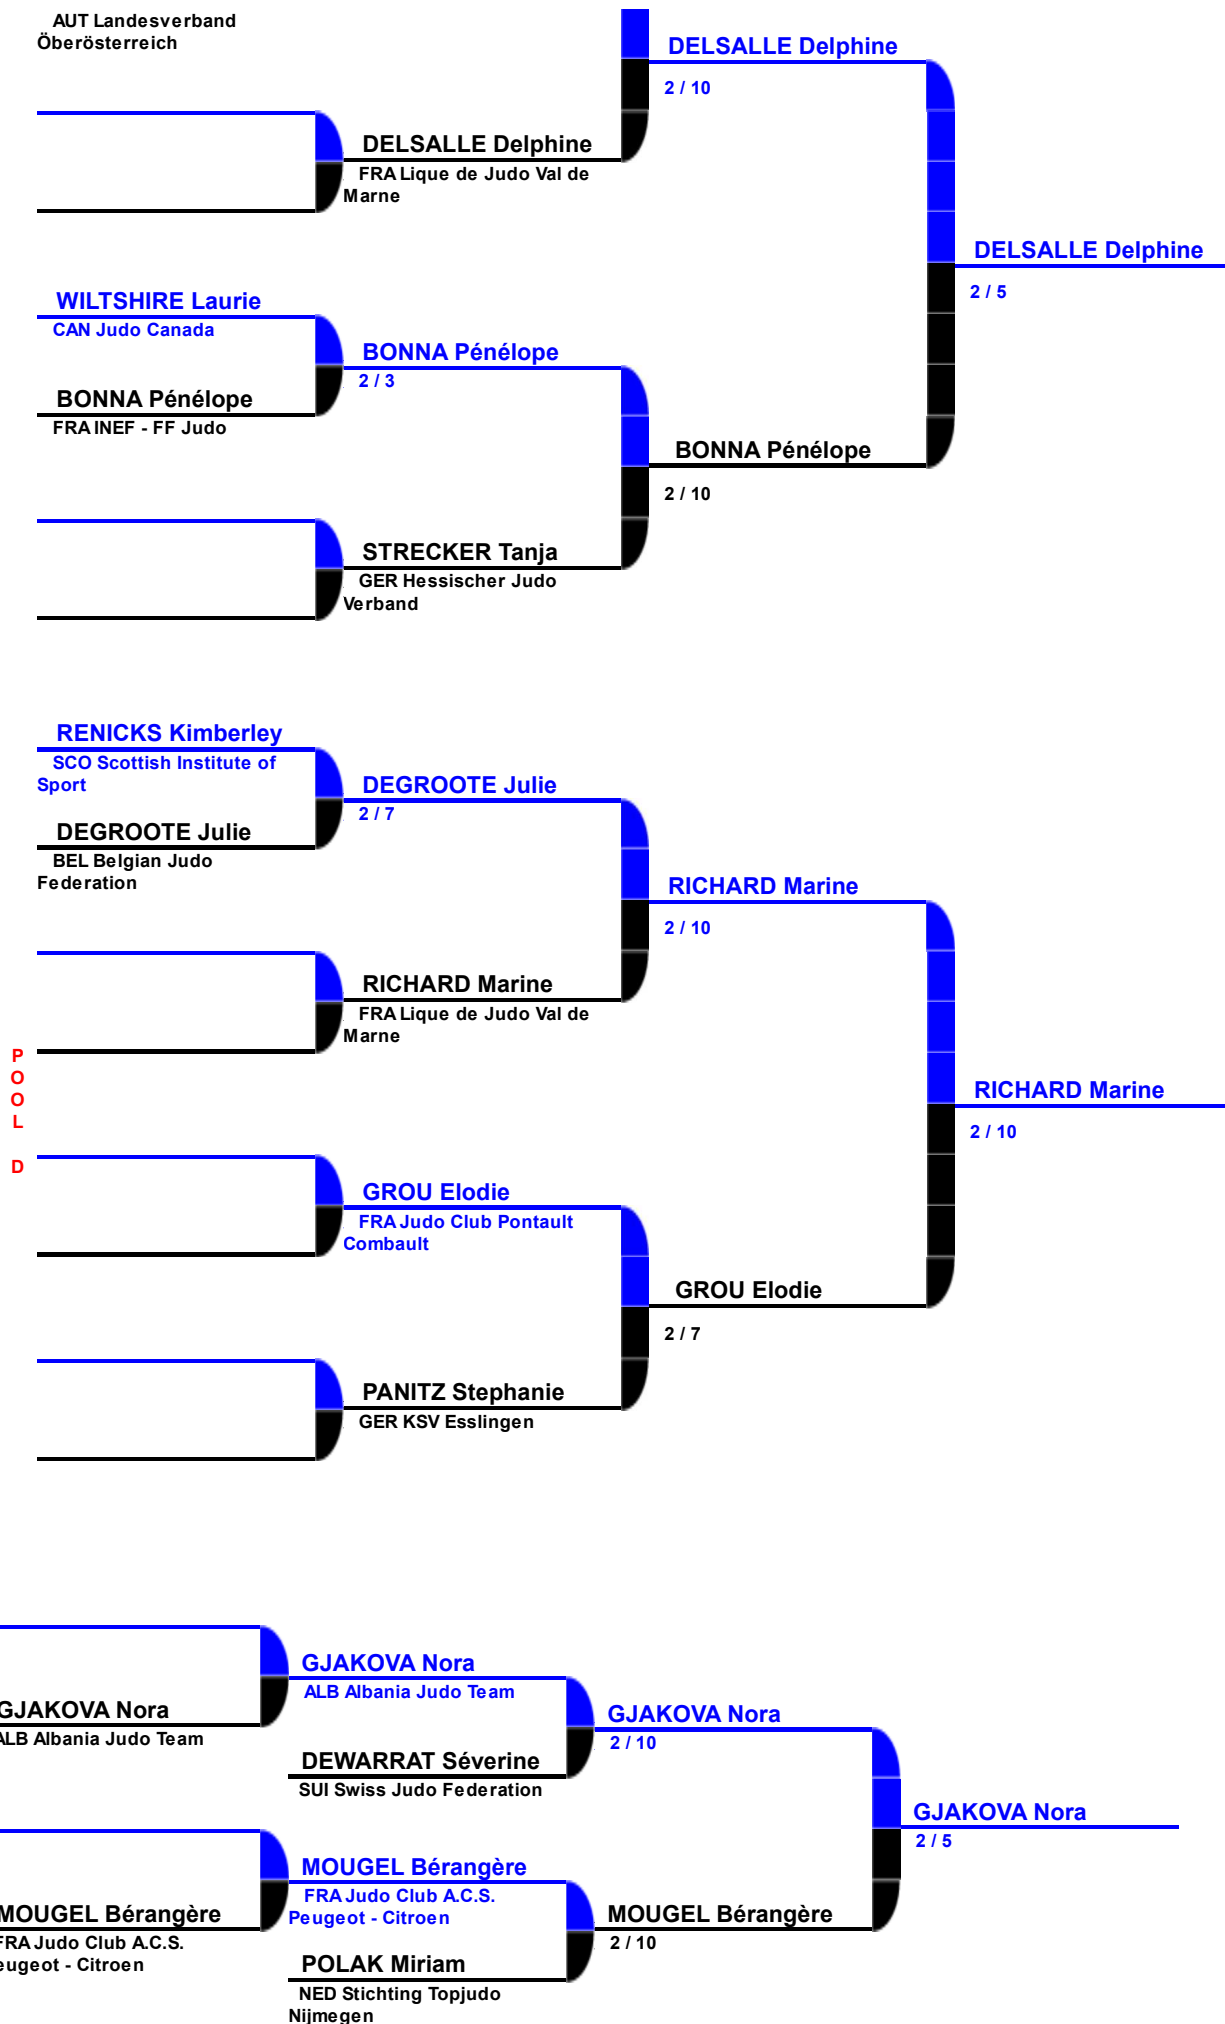 AUT Landesverband
Öberösterreich
DELSALLE Delphine
2 / 10
DELSALLE Delphine
FRA Lique de Judo Val de
Marne
DELSALLE Delphine
2 / 5
WILTSHIRE Laurie
CAN Judo Canada
BONNA Pénélope
2 / 3
BONNA Pénélope
FRA INEF - FF Judo
BONNA Pénélope
2 / 10
STRECKER Tanja
GER Hessischer Judo
Verband
RENICKS Kimberley
SCO Scottish Institute of
Sport
DEGROOTE Julie
2 / 7
DEGROOTE Julie
BEL Belgian Judo
Federation
RICHARD Marine
2 / 10
RICHARD Marine
FRA Lique de Judo Val de
Marne
P
O
O
L
D
RICHARD Marine
2 / 10
GROU Elodie
FRA Judo Club Pontault
Combault
GROU Elodie
2 / 7
PANITZ Stephanie
GER KSV Esslingen
GJAKOVA Nora
ALB Albania Judo Team
GJAKOVA Nora
ALB Albania Judo Team
GJAKOVA Nora
2 / 10
DEWARRAT Séverine
SUI Swiss Judo Federation
GJAKOVA Nora
2 / 5
MOUGEL Bérangère
FRA Judo Club A.C.S.
Peugeot - Citroen
MOUGEL Bérangère
FRA Judo Club A.C.S.
eugeot - Citroen
MOUGEL Bérangère
2 / 10
POLAK Miriam
NED Stichting Topjudo
Nijmegen